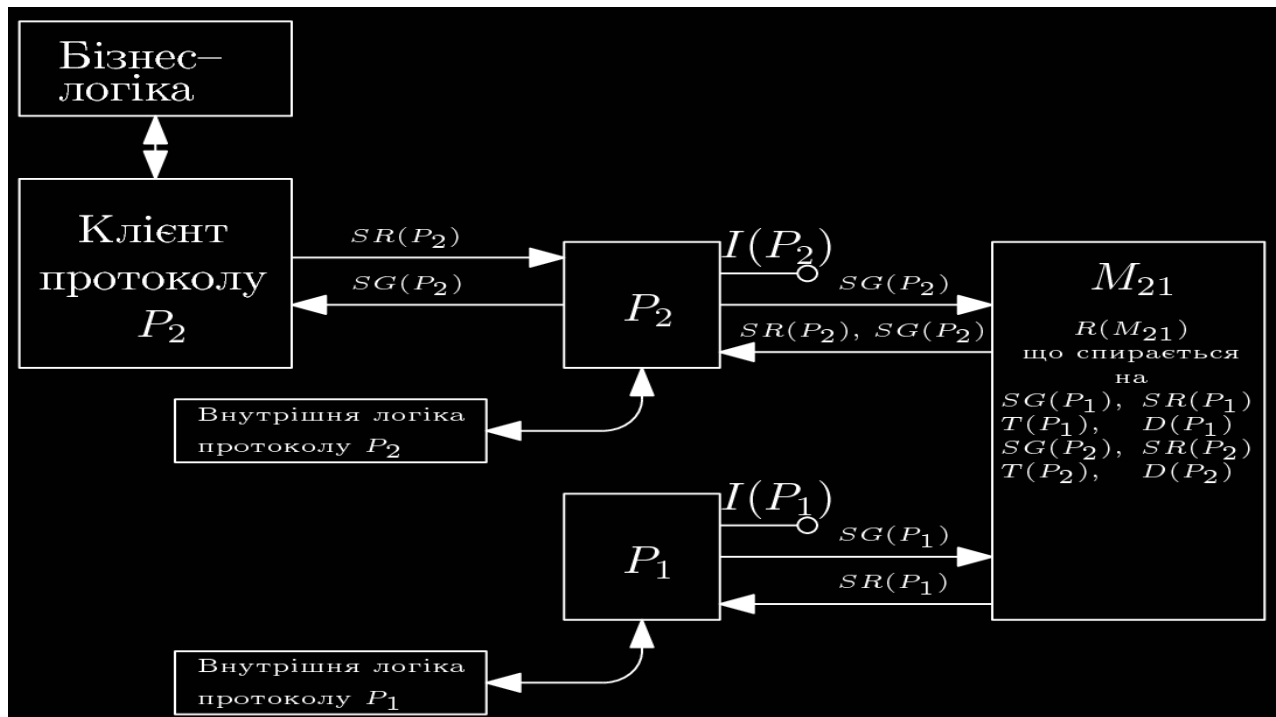 Бізнес–
логіка
Клієнт
протоколу
P₂
SR(P₂)
SG(P₂)
P₂
I(P₂)
SG(P₂)
SR(P₂), SG(P₂)
M₂₁
R(M₂₁)
що спирається
на
SG(P₁), SR(P₁)
T(P₁), D(P₁)
SG(P₂), SR(P₂)
T(P₂), D(P₂)
Внутрішня логіка
протоколу P₂
P₁
I(P₁)
SG(P₁)
SR(P₁)
Внутрішня логіка
протоколу P₁